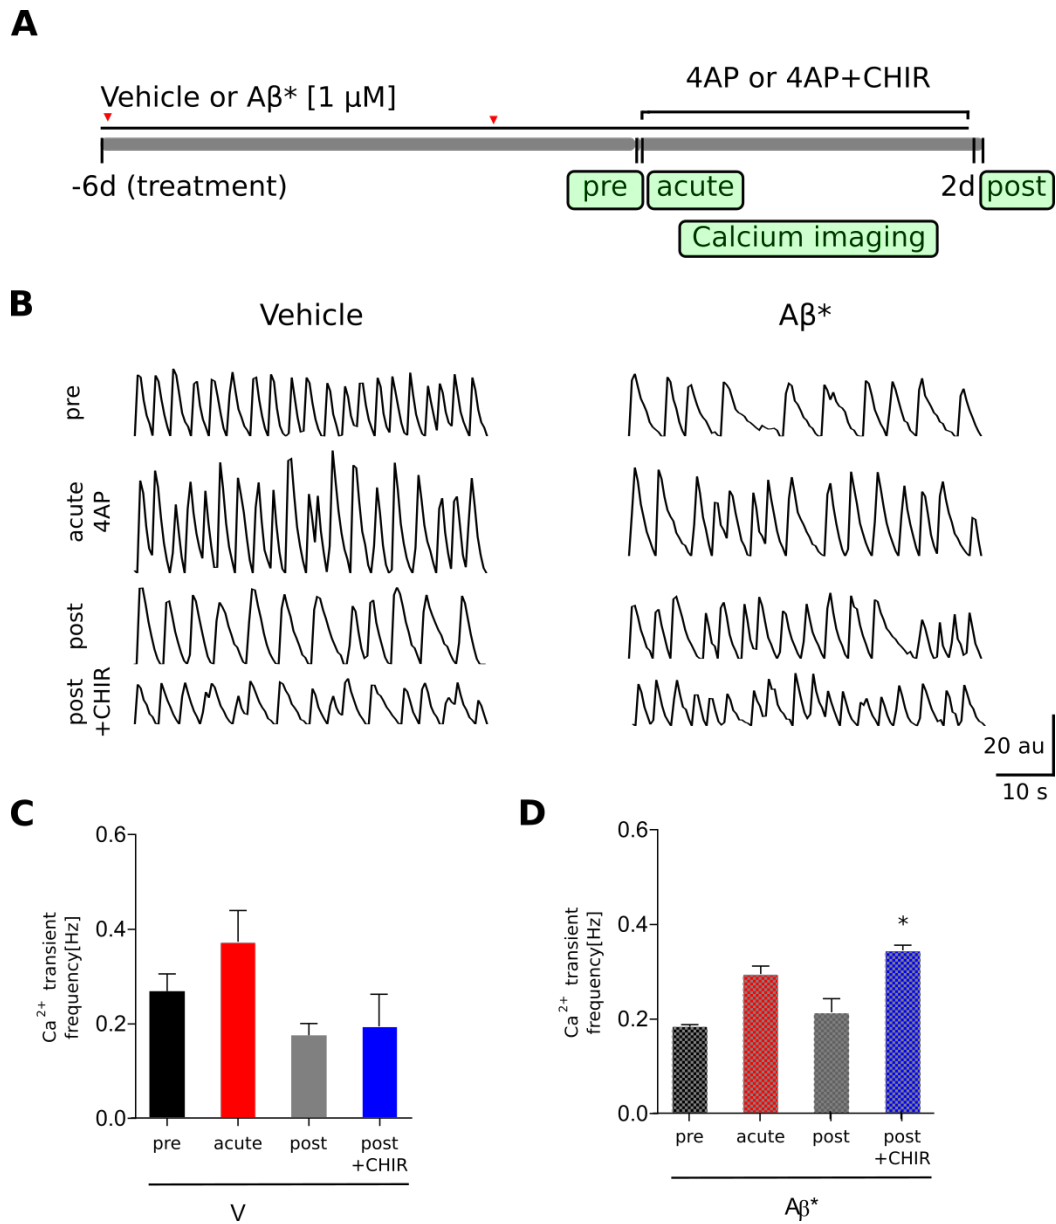 A
4AP or 4AP+CHIR
Vehicle or Aβ* [1 μM]
-6d (treatment)
pre
acute
2d
post
Calcium imaging
B
Vehicle
Aβ*
pre
acute
4AP
post
post
+CHIR
20 au
10 s
C
D
0.6
0.4
0.2
0.0
Ca2+ transient
frequency[Hz]
pre
acute
post
post
+CHIR
V
0.6
0.4
0.2
0.0
Ca2+ transient
frequency[Hz]
*
pre
acute
post
post
+CHIR
Aβ*